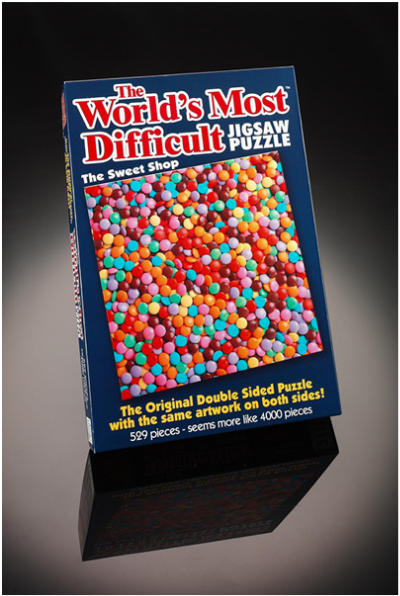 The
World's Most™
Difficult JIGSAW PUZZLE
The Sweet Shop
The Original Double Sided Puzzle
with the same artwork on both sides!
529 pieces - seems more like 4000 pieces